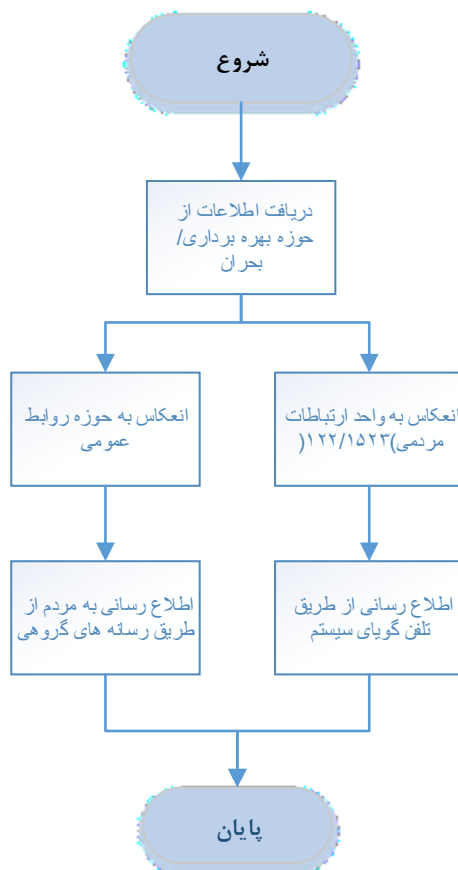 شروع
دریافت اطلاعات از
حوزه بهره برداری/
بحران
انعکاس به واحد ارتباطات
مردمی)۱۲۲/۱۵۲۳(
انعکاس به حوزه روابط
عمومی
اطلاع رسانی از طریق
تلفن گویای سیستم
اطلاع رسانی به مردم از
طریق رسانه های گروهی
پایان